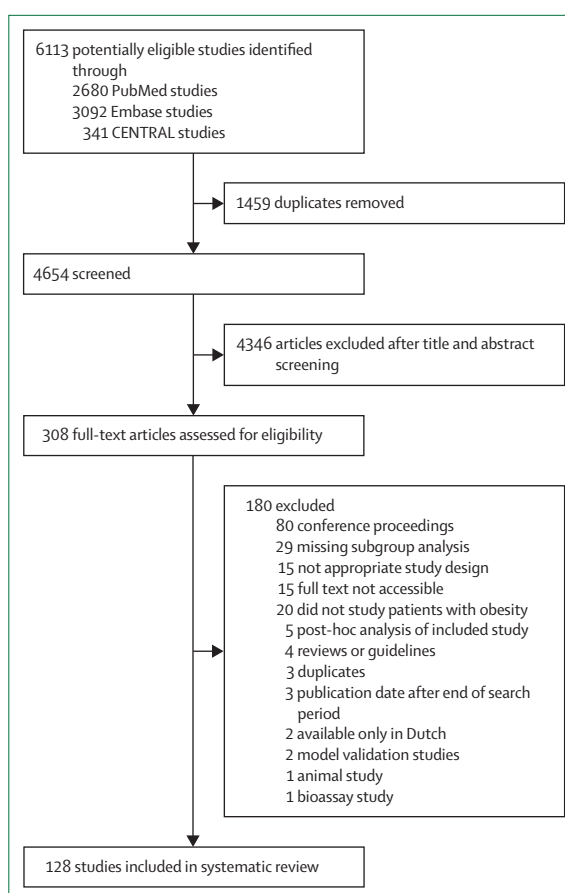 6113 potentially eligible studies identified
through
2680 PubMed studies
3092 Embase studies
341 CENTRAL studies
1459 duplicates removed
4654 screened
4346 articles excluded after title and abstract
screening
308 full-text articles assessed for eligibility
180 excluded
80 conference proceedings
29 missing subgroup analysis
15 not appropriate study design
15 full text not accessible
20 did not study patients with obesity
5 post-hoc analysis of included study
4 reviews or guidelines
3 duplicates
3 publication date after end of search
period
2 available only in Dutch
2 model validation studies
1 animal study
1 bioassay study
128 studies included in systematic review